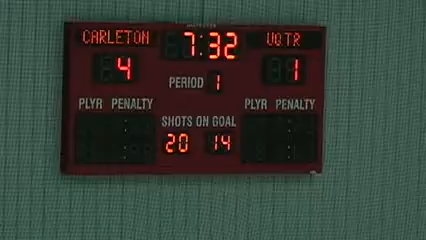 CARLETON 7:32 UQTR
4 1
PERIOD 1
PLYR PENALTY PLYR PENALTY
SHOTS ON GOAL
20 14